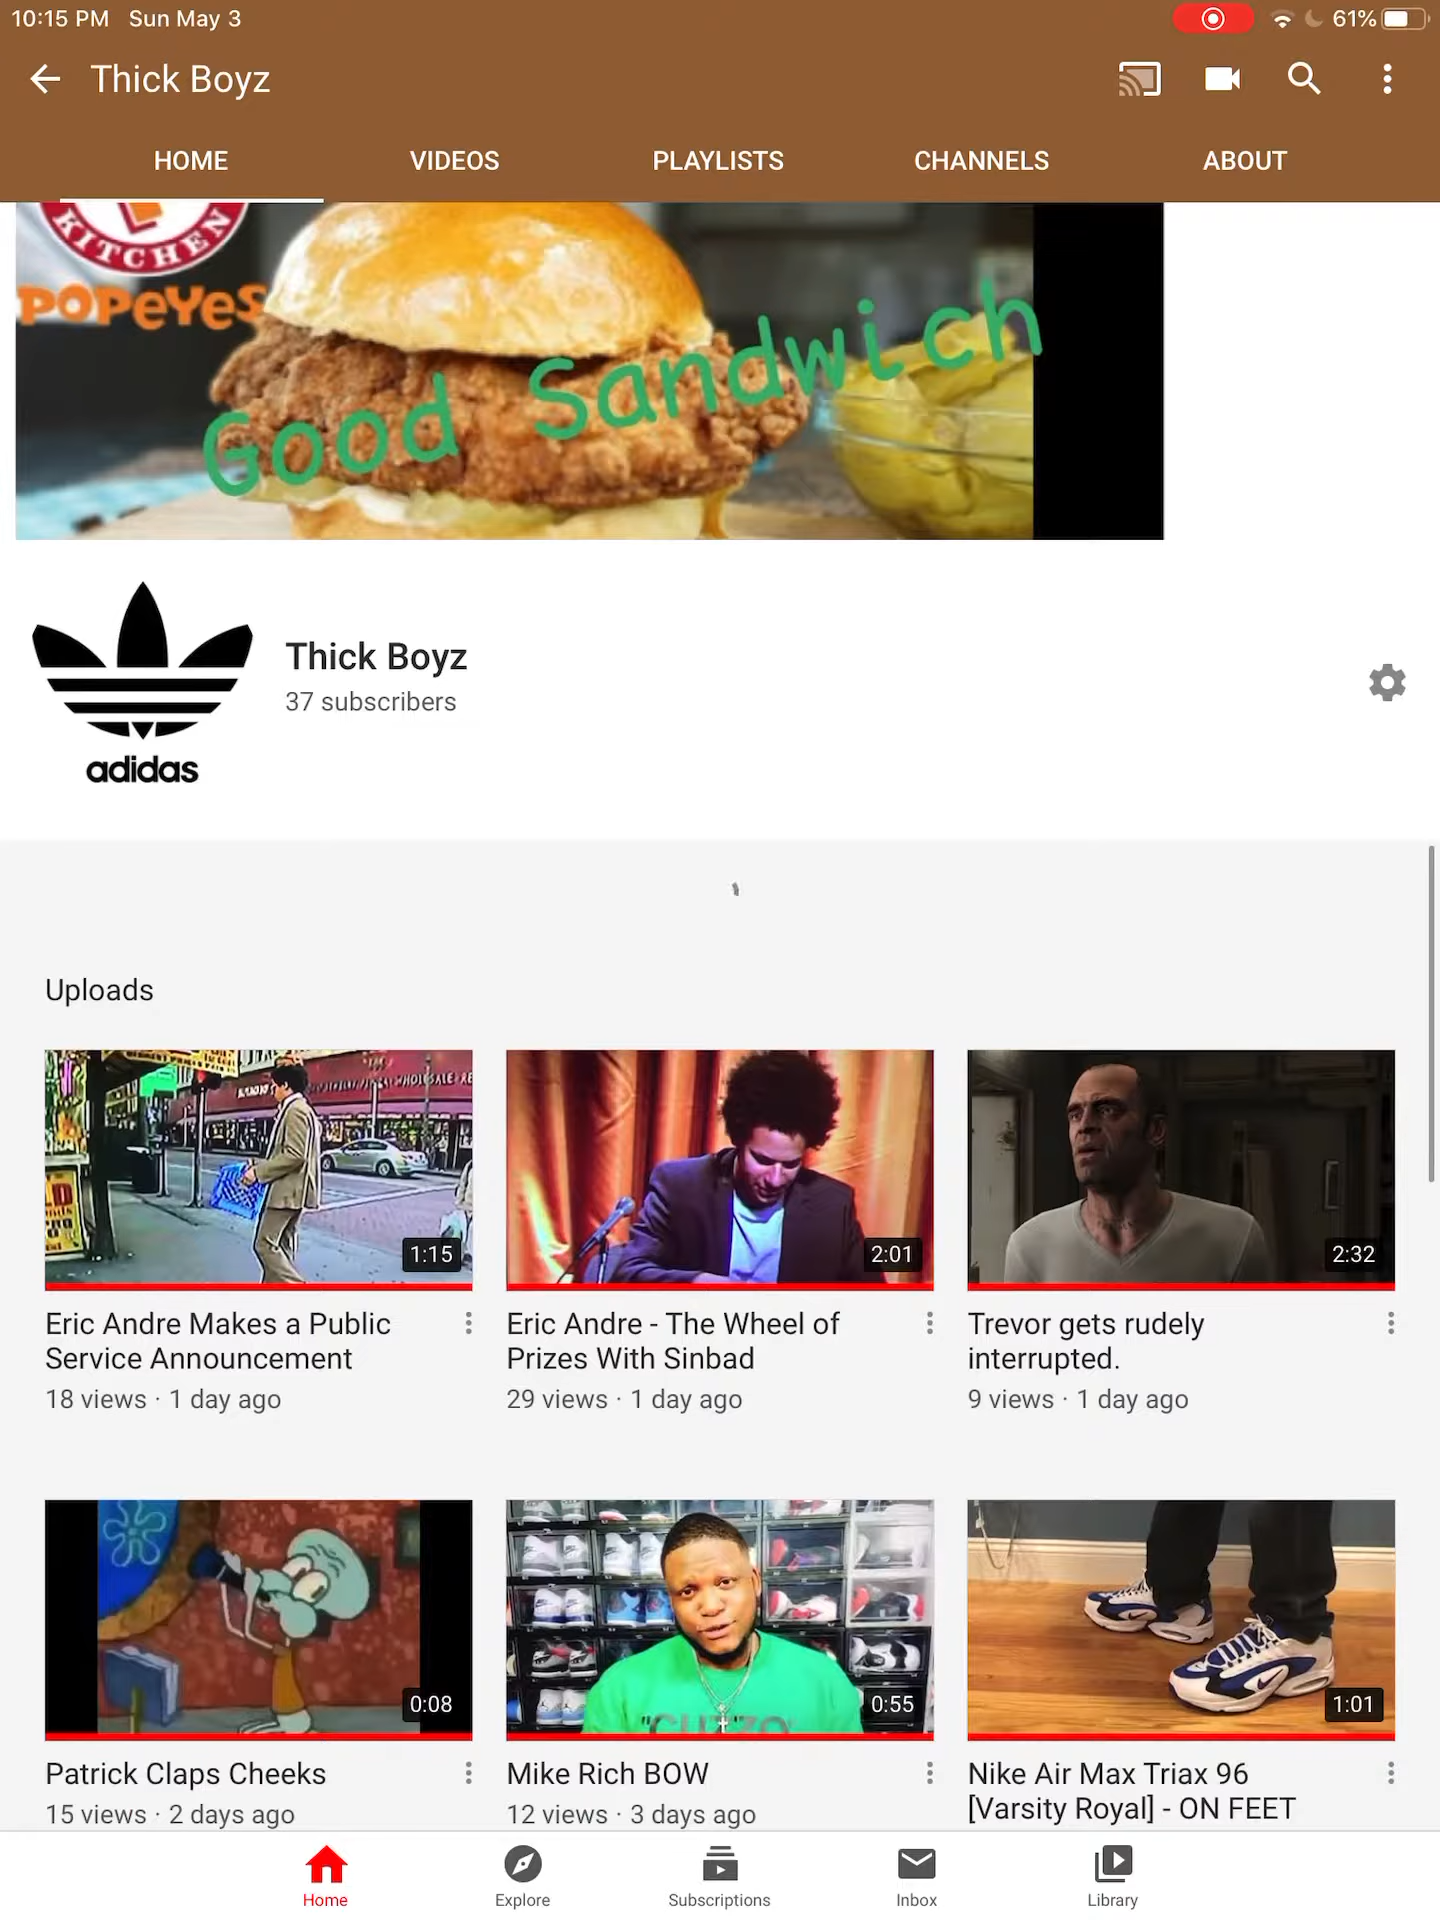 10:15 PM Sun May 3
61%
Thick Boyz
HOME VIDEOS PLAYLISTS CHANNELS ABOUT
KITCHEN
POPEYES
Good Sandwich
adidas
Thick Boyz
37 subscribers
Uploads
1:15
2:01
2:32
Eric Andre Makes a Public
Service Announcement
18 views · 1 day ago
Eric Andre - The Wheel of
Prizes With Sinbad
29 views · 1 day ago
Trevor gets rudely
interrupted.
9 views · 1 day ago
0:08
0:55
1:01
Patrick Claps Cheeks
15 views · 2 days ago
Mike Rich BOW
12 views · 3 days ago
Nike Air Max Triax 96
[Varsity Royal] - ON FEET
Home Explore Subscriptions Inbox Library